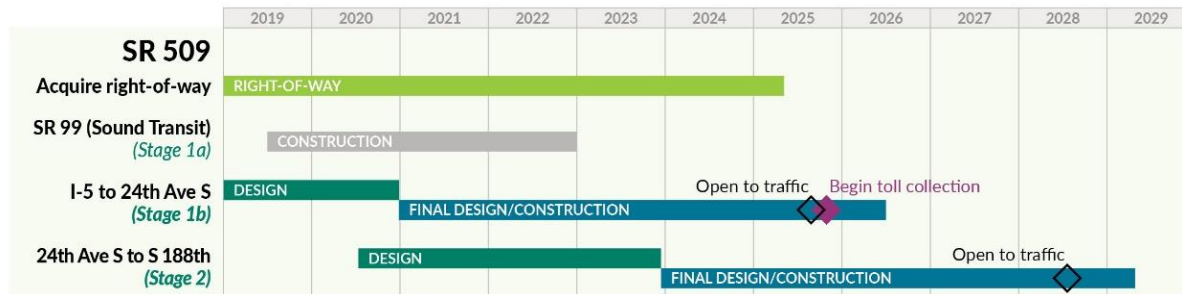 2019 2020 2021 2022 2023 2024 2025 2026 2027 2028 2029
SR 509
Acquire right-of-way
RIGHT-OF-WAY
SR 99 (Sound Transit)
(Stage 1a)
CONSTRUCTION
I-5 to 24th Ave S
(Stage 1b)
DESIGN
Open to traffic
Begin toll collection
FINAL DESIGN/CONSTRUCTION
24th Ave S to S 188th
(Stage 2)
DESIGN
Open to traffic
FINAL DESIGN/CONSTRUCTION